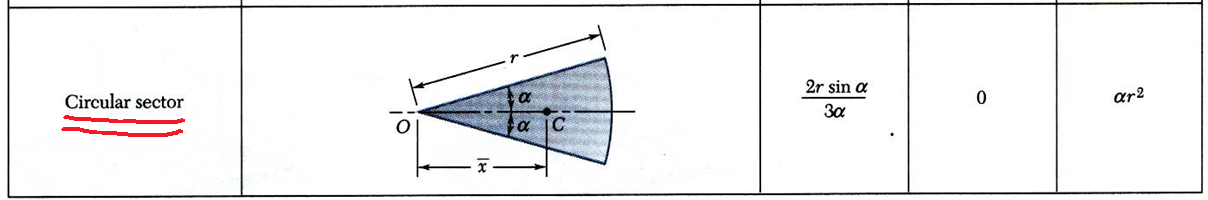 Circular sector
r
α
α
O
C
x̄
2r sin α
3α
0
αr²